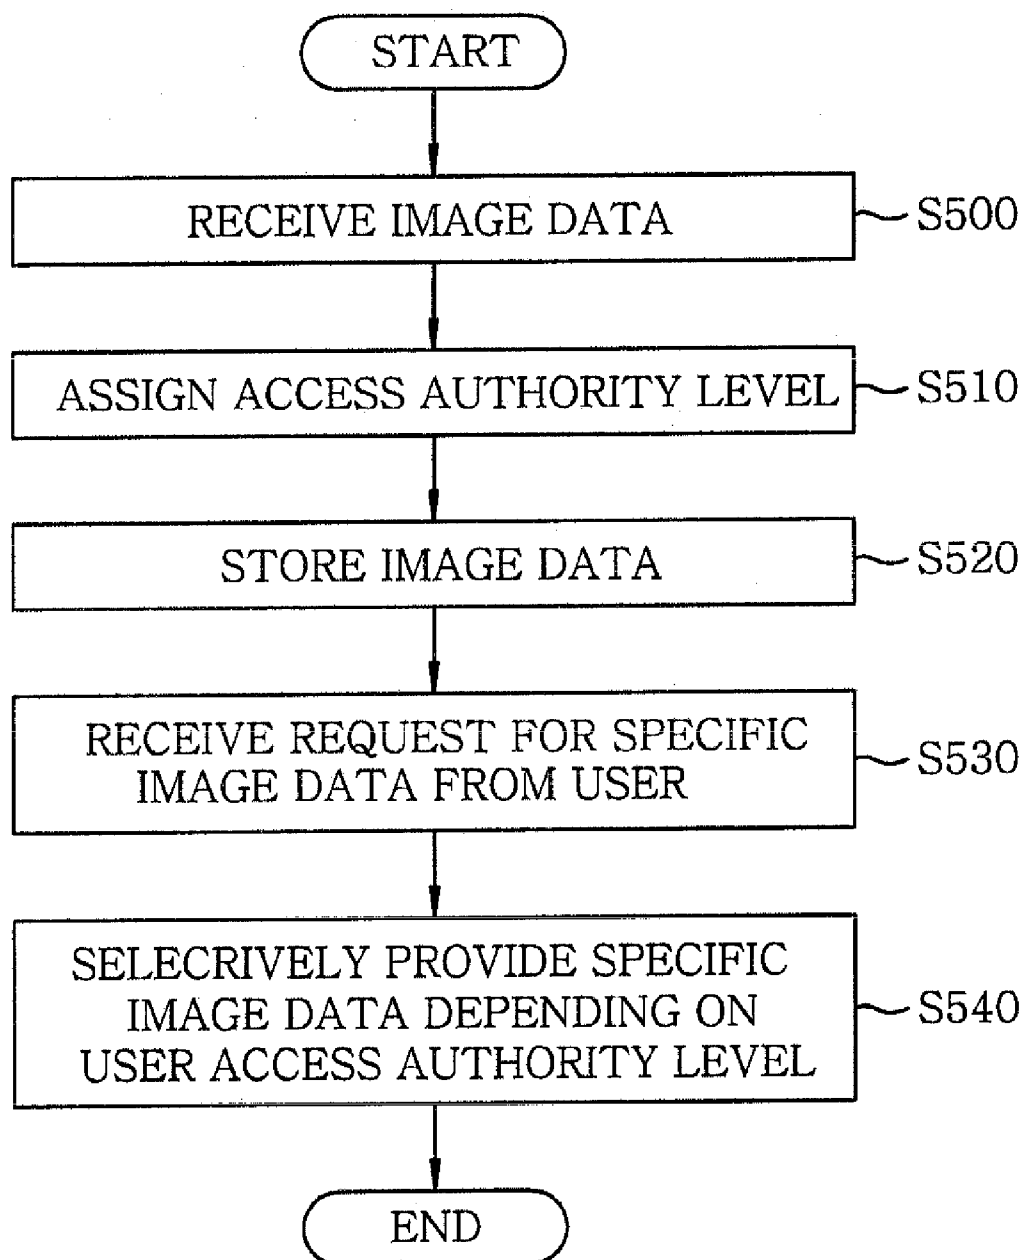 START
RECEIVE IMAGE DATA
S500
ASSIGN ACCESS AUTHORITY LEVEL
S510
STORE IMAGE DATA
S520
RECEIVE REQUEST FOR SPECIFIC
IMAGE DATA FROM USER
S530
SELECRIVELY PROVIDE SPECIFIC
IMAGE DATA DEPENDING ON
USER ACCESS AUTHORITY LEVEL
S540
END